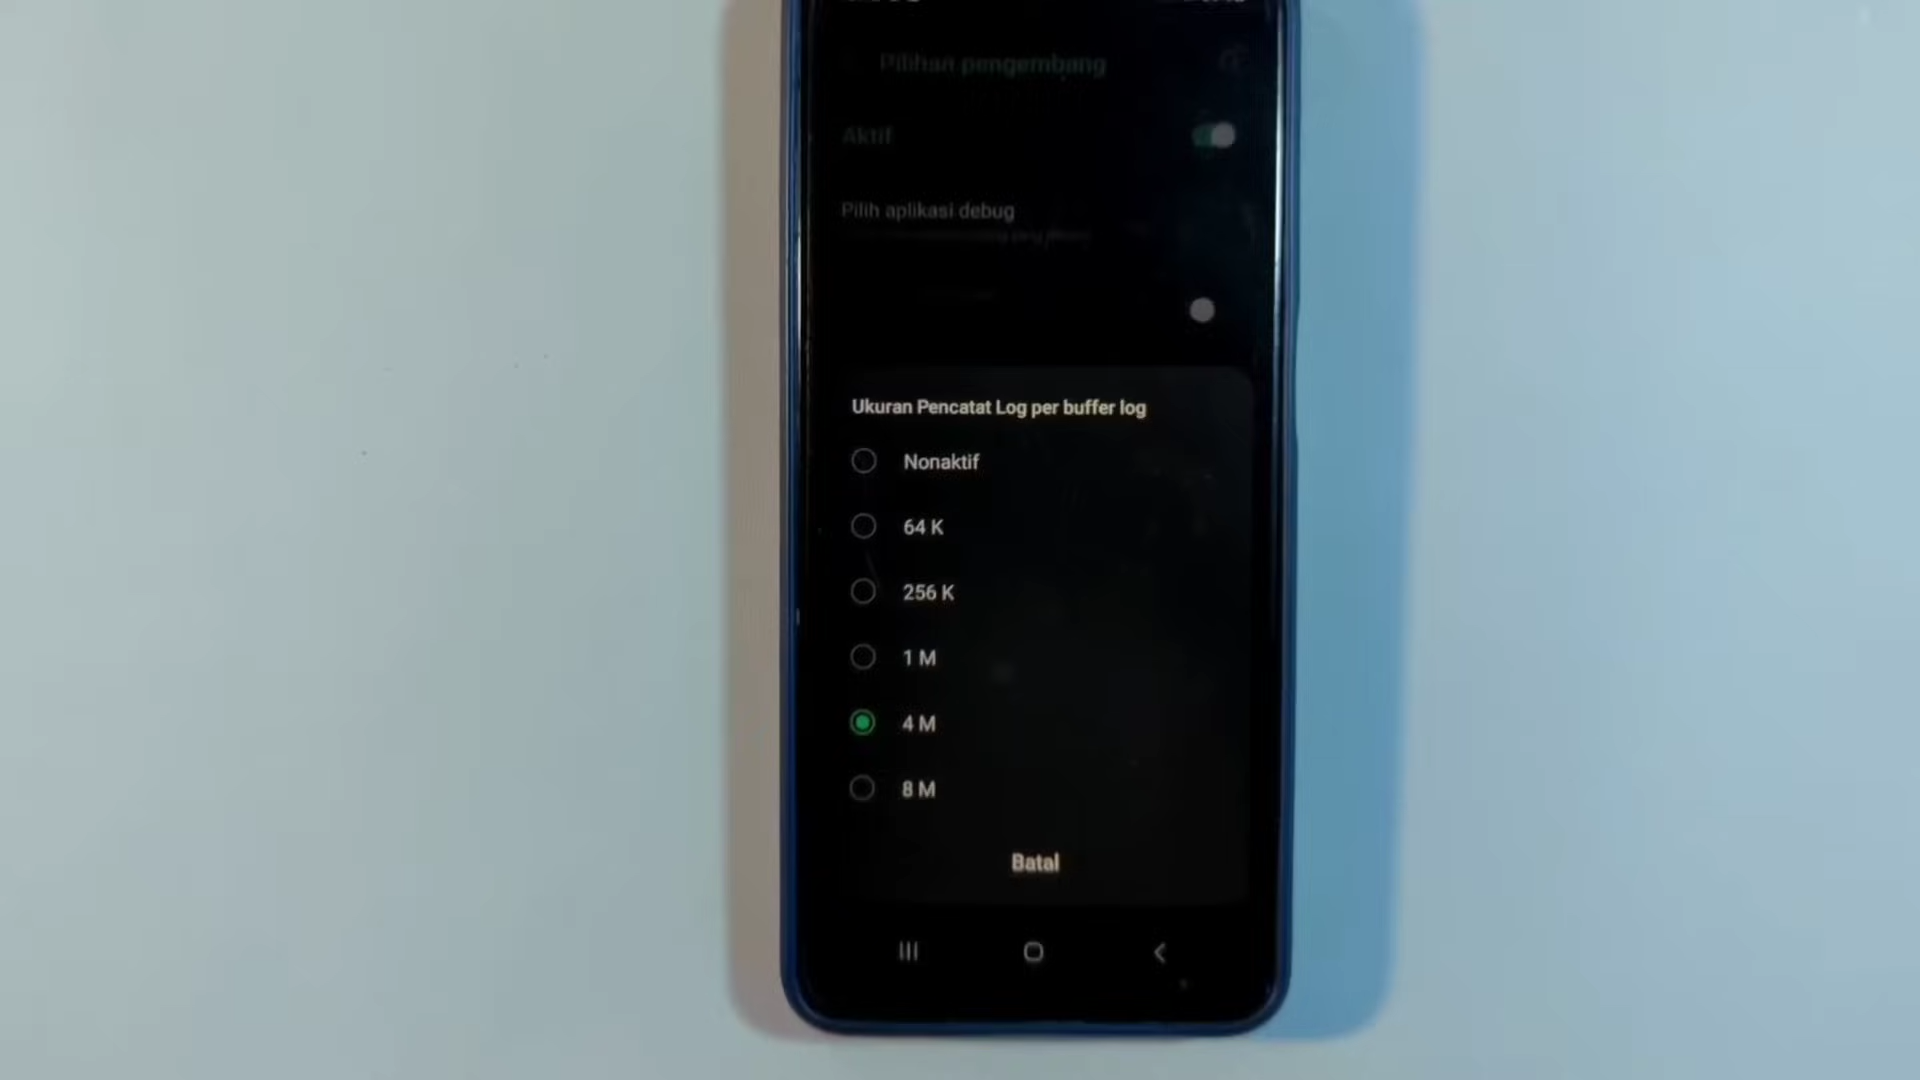 Pilihan pengembang
Aktif
Pilih aplikasi debug
Ukuran Pencatat Log per buffer log
Nonaktif
64 K
256 K
1 M
4 M
8 M
Batal